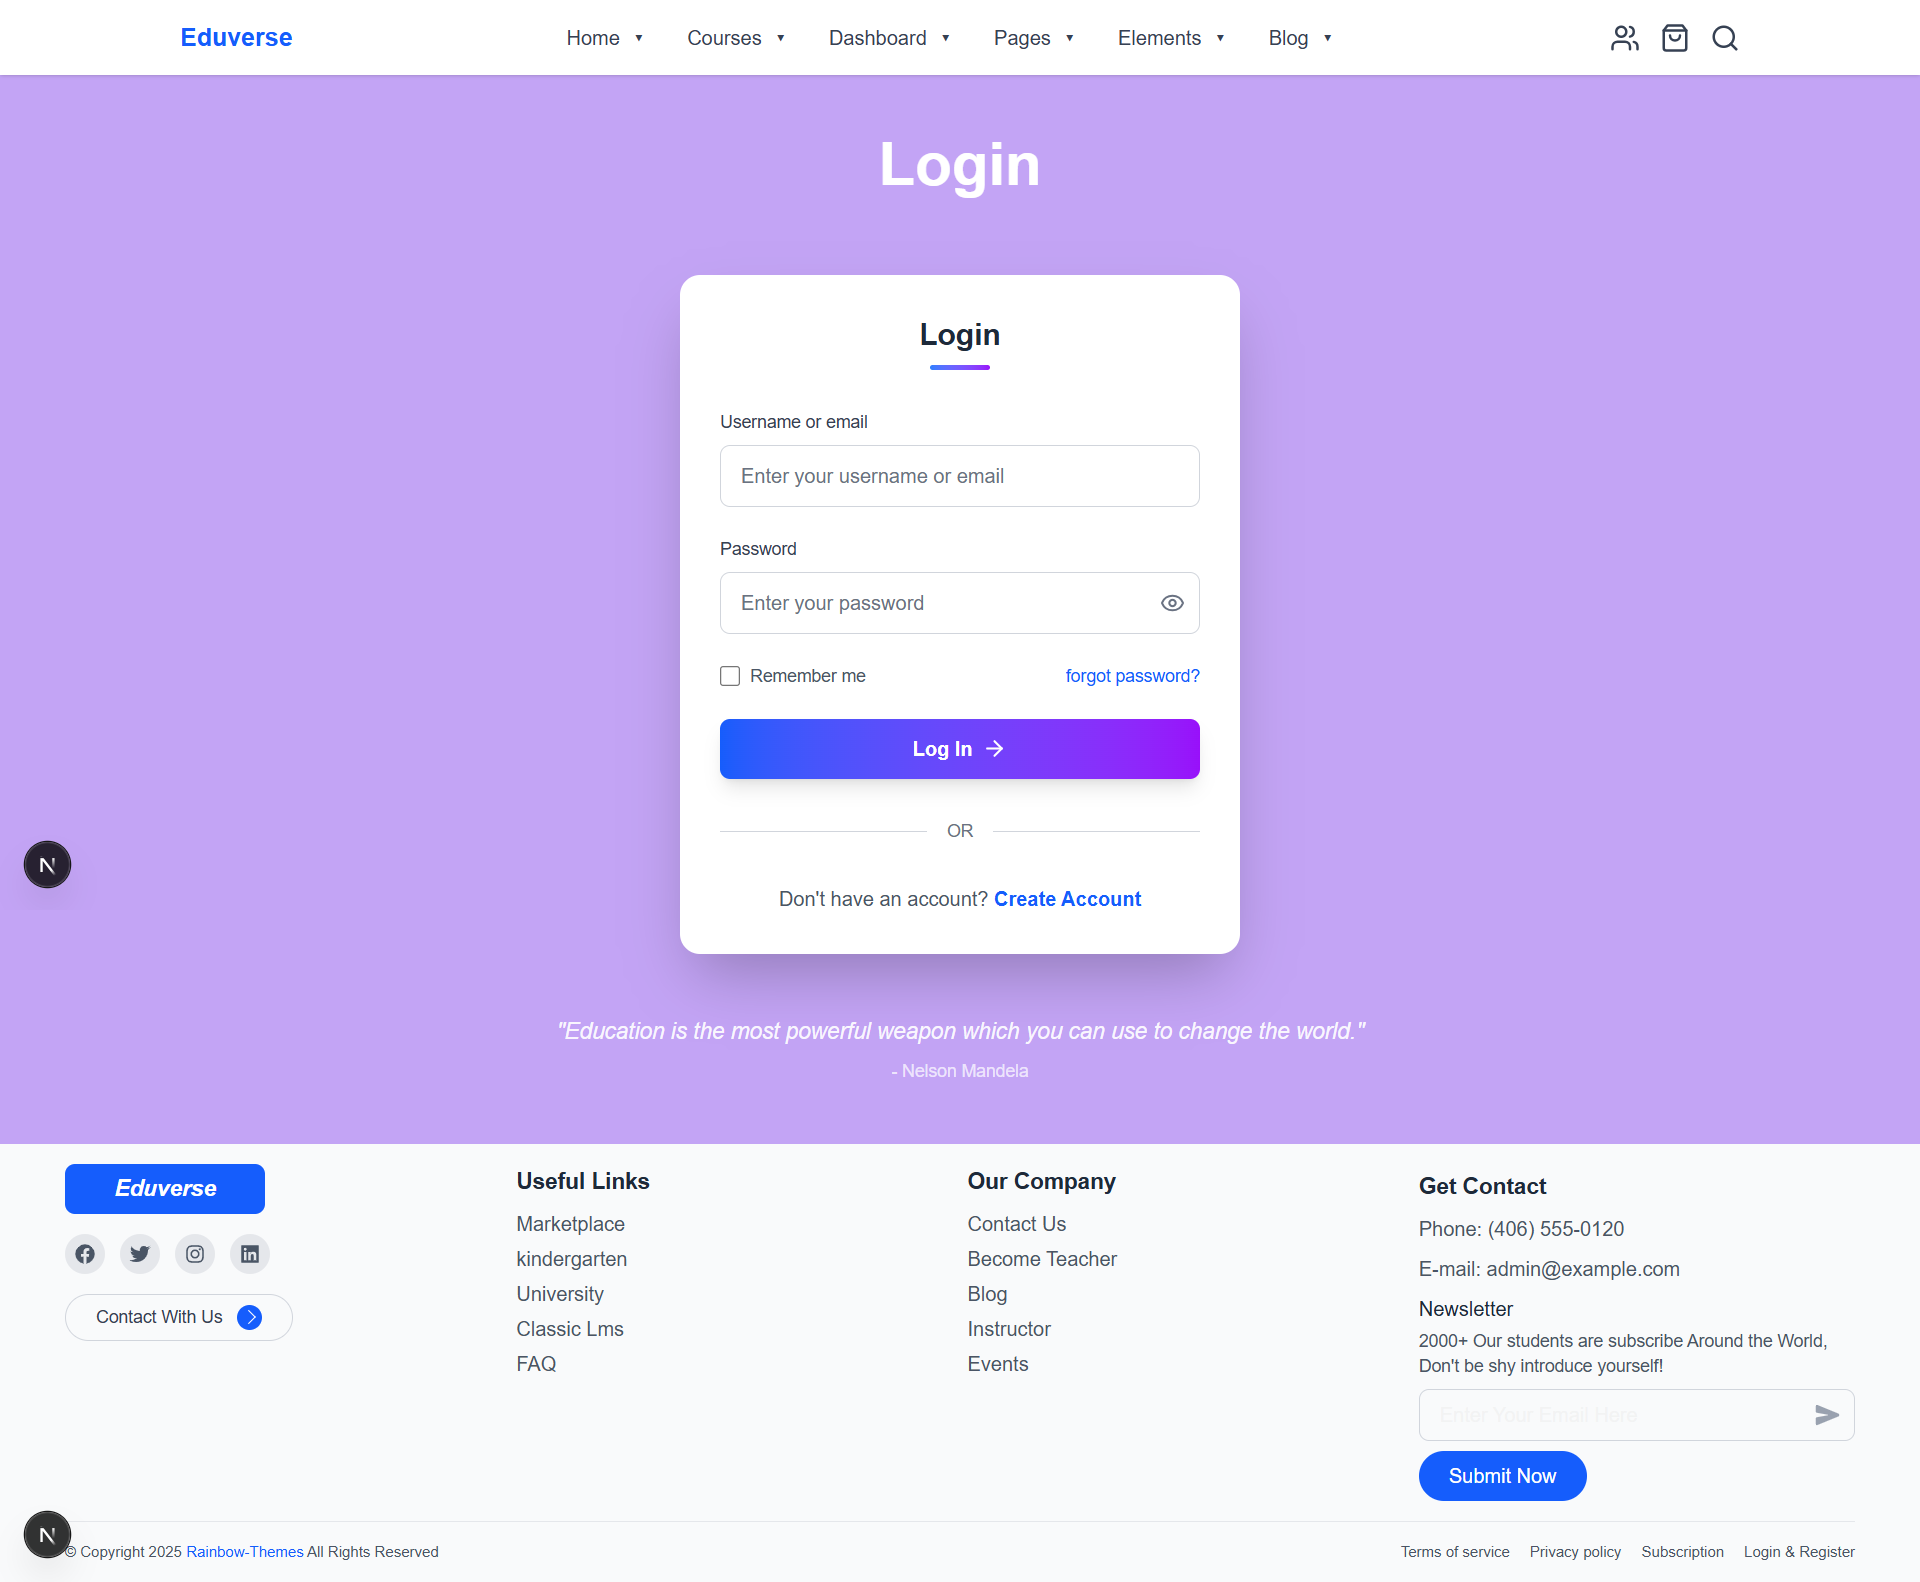 Eduverse
Home ▼ Courses ▼ Dashboard ▼ Pages ▼ Elements ▼ Blog ▼
Login
Login
Username or email
Enter your username or email
Password
Enter your password
Remember me
forgot password?
Log In
OR
Don't have an account? Create Account
"Education is the most powerful weapon which you can use to change the world."
- Nelson Mandela
N
Eduverse
Contact With Us
Useful Links
Marketplace
kindergarten
University
Classic Lms
FAQ
Our Company
Contact Us
Become Teacher
Blog
Instructor
Events
Get Contact
Phone: (406) 555-0120
E-mail: admin@example.com
Newsletter
2000+ Our students are subscribe Around the World,
Don't be shy introduce yourself!
Enter Your Email Here
Submit Now
N
© Copyright 2025 Rainbow-Themes All Rights Reserved
Terms of service Privacy policy Subscription Login & Register